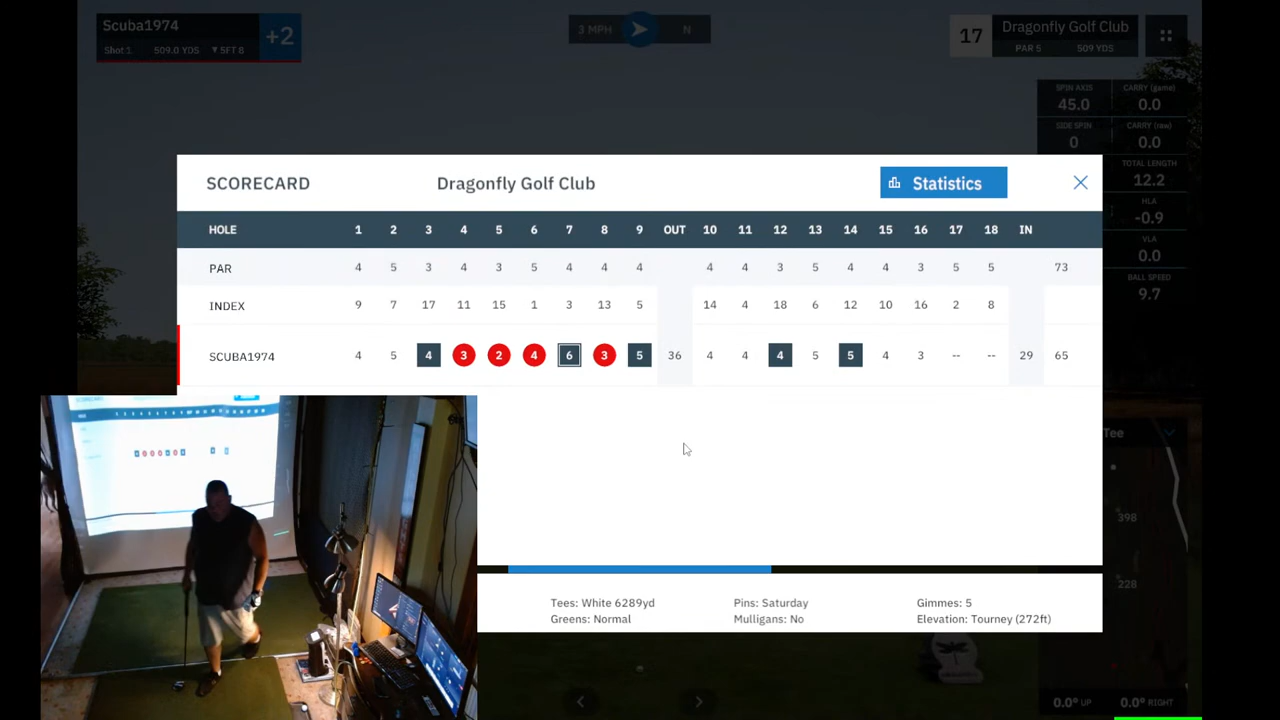 Scuba1974
+2
Shot 1 509.0 YDS ▼5FT 8
3 MPH N
17 Dragonfly Golf Club
PAR 5 509 YDS
SPIN AXIS CARRY (game)
45.0 0.0
SIDE SPIN CARRY (raw)
0 0.0
TOTAL LENGTH
12.2
HLA
-0.9
VLA
0.0
BALL SPEED
9.7
SCORECARD Dragonfly Golf Club Statistics
HOLE 1 2 3 4 5 6 7 8 9 OUT 10 11 12 13 14 15 16 17 18 IN
PAR 4 5 3 4 3 5 4 4 4 4 4 3 5 4 4 3 5 5 73
INDEX 9 7 17 11 15 1 3 13 5 14 4 18 6 12 10 16 2 8
SCUBA1974 4 5 4 3 2 4 6 3 5 36 4 4 4 5 5 4 3 -- -- 29 65
Tee
398
228
Tees: White 6289yd Pins: Saturday Gimmes: 5
Greens: Normal Mulligans: No Elevation: Tourney (272ft)
0.0° UP 0.0° RIGHT